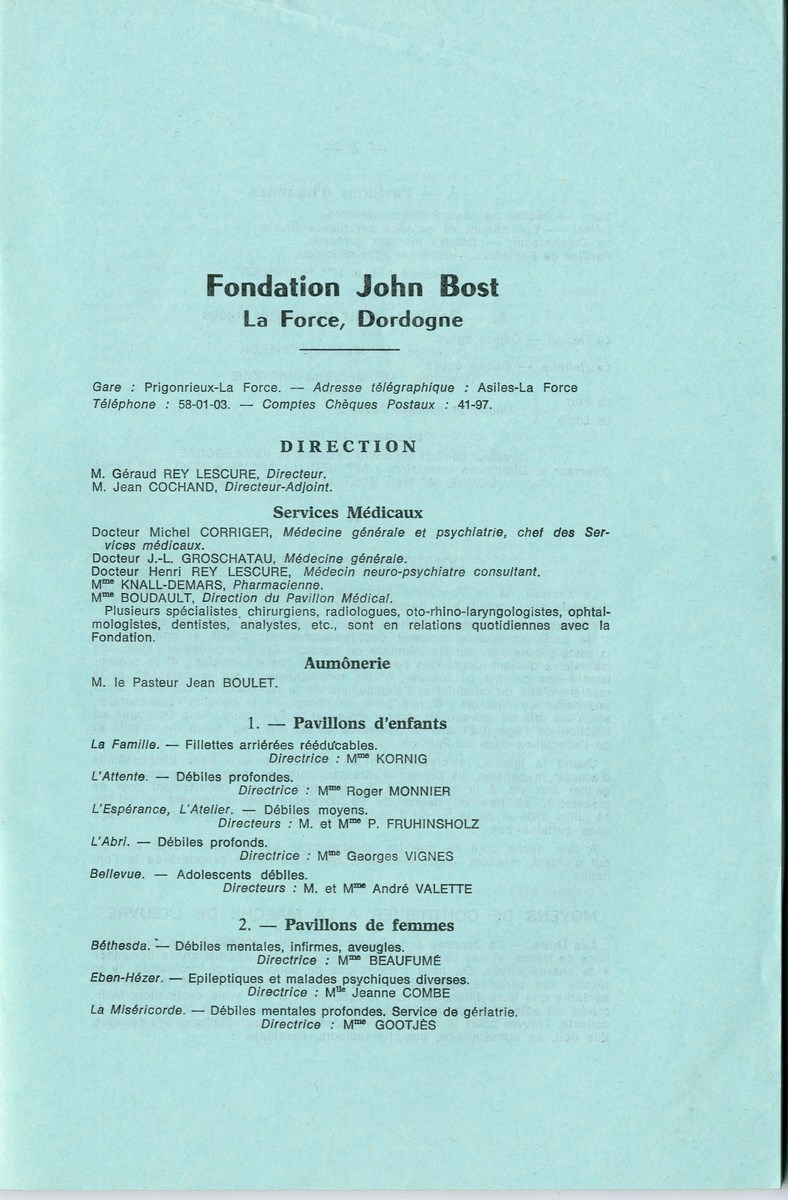 Fondation John Bost
La Force, Dordogne
Gare : Prigonrieux-La Force. — Adresse télégraphique : Asiles-La Force
Téléphone : 58-01-03. — Comptes Chèques Postaux : 41-97.
DIRECTION
M. Géraud REY LESCURE, Directeur.
M. Jean COCHAND, Directeur-Adjoint.
Services Médicaux
Docteur Michel CORRIGER, Médecine générale et psychiatrie, chef des Ser-
vices médicaux.
Docteur J.-L. GROSCHATAU, Médecine générale.
Docteur Henri REY LESCURE, Médecin neuro-psychiatre consultant.
Mme KNALL-DEMARS, Pharmacienne.
Mme BOUDAULT, Direction du Pavillon Médical.
Plusieurs spécialistes, chirurgiens, radiologues, oto-rhino-laryngologistes, ophtal-
mologistes, dentistes, analystes, etc., sont en relations quotidiennes avec la
Fondation.
Aumônerie
M. le Pasteur Jean BOULET.
1. — Pavillons d'enfants
La Famille. — Fillettes arriérées rééducables.
Directrice : Mme KORNIG
L'Attente. — Débiles profondes.
Directrice : Mme Roger MONNIER
L'Espérance, L'Atelier. — Débiles moyens.
Directeurs : M. et Mme P. FRUHINSHOLZ
L'Abri. — Débiles profonds.
Directrice : Mme Georges VIGNES
Bellevue. — Adolescents débiles.
Directeurs : M. et Mme André VALETTE
2. — Pavillons de femmes
Béthesda. — Débiles mentales, infirmes, aveugles.
Directrice : Mme BEAUFUMÉ
Eben-Hézer. — Epileptiques et malades psychiques diverses.
Directrice : Mlle Jeanne COMBE
La Miséricorde. — Débiles mentales profondes. Service de gériatrie.
Directrice : Mme GOOTJÈS